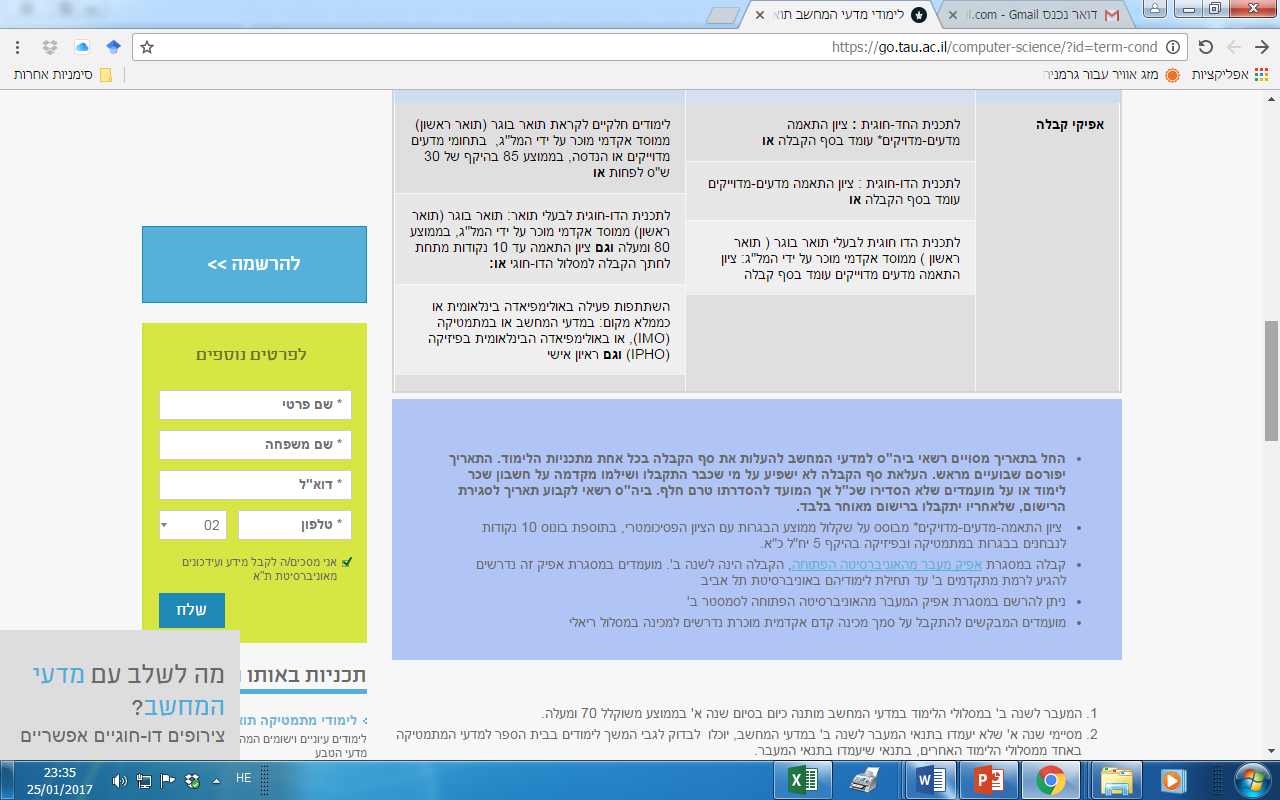 דואר נכנס - il.com - Gmail
לימודי מדעי המחשב תוא
https://go.tau.ac.il/computer-science/?id=term-cond
אפליקציות
מזג אוויר עבור גרמניה
סימניות אחרות
אפיקי קבלה
לתכנית החד-חוגית : ציון התאמה
מדעים-מדויקים* עומד בסף הקבלה או
לתכנית הדו-חוגית : ציון התאמה מדעים-מדוייקים
עומד בסף הקבלה או
לתכנית הדו חוגית לבעלי תואר בוגר ( תואר
ראשון ) ממוסד אקדמי מוכר על ידי המל"ג: ציון
התאמה מדעים מדוייקים עומד בסף קבלה
לימודים חלקיים לקראת תואר בוגר (תואר ראשון)
ממוסד אקדמי מוכר על ידי המל"ג, בתחומי מדעים
מדוייקים או הנדסה, בממוצע 85 בהיקף של 30
ש"ס לפחות או
לתכנית הדו-חוגית לבעלי תואר: תואר בוגר (תואר
ראשון) ממוסד אקדמי מוכר על ידי המל"ג, בממוצע
80 ומעלה וגם ציון התאמה עד 10 נקודות מתחת
לחתך הקבלה למסלול הדו-חוגי או:
השתתפות פעילה באולימפיאדה בינלאומית או
כממלא מקום: במדעי המחשב או במתמטיקה
(IMO), או באולימפיאדה הבינלאומית בפיזיקה
(IPHO) וגם ראיון אישי
• החל בתאריך מסויים רשאי ביה"ס למדעי המחשב להעלות את סף הקבלה בכל אחת מתכניות הלימוד. התאריך
יפורסם שבועיים מראש. העלאת סף הקבלה לא ישפיע על מי שכבר התקבלו ושילמו מקדמה על חשבון שכר
לימוד או על מועמדים שלא הסדירו שכ"ל אך המועד להסדרתו טרם חלף. ביה"ס רשאי לקבוע תאריך לסגירת
הרישום, שלאחריו יתקבלו ברישום מאוחר בלבד.
• ציון התאמה-מדעים-מדויקים* מבוסס על שקלול ממוצע הבגרות עם הציון הפסיכומטרי, בתוספת בונוס 10 נקודות
לנבחנים בבגרות במתמטיקה ובפיזיקה בהיקף 5 יח"ל כ"א.
• קבלה במסגרת אפיק מעבר מהאוניברסיטה הפתוחה, הקבלה הינה לשנה ב'. מועמדים במסגרת אפיק זה נדרשים
להגיע לרמת מתקדמים ב' עד תחילת לימודיהם באוניברסיטת תל אביב
• ניתן להרשם במסגרת אפיק המעבר מהאוניברסיטה הפתוחה לסמסטר ב'
• מועמדים המבקשים להתקבל על סמך מכינה קדם אקדמית מוכרת נדרשים למכינה במסלול ריאלי
1. המעבר לשנה ב' במסלולי הלימוד במדעי המחשב מותנה כיום בסיום שנה א' בממוצע משוקלל 70 ומעלה.
2. מסיימי שנה א' שלא יעמדו בתנאי המעבר לשנה ב' במדעי המחשב, יוכלו לבדוק לגבי המשך לימודים בבית הספר למדעי המתמטיקה
באחד ממסלולי הלימוד האחרים, בתנאי שיעמדו בתנאי המעבר.
להרשמה >>
לפרטים נוספים
* שם פרטי
* שם משפחה
* דוא"ל
* טלפון 02
אני מסכים/ה לקבל מידע ועידכונים
מאוניברסיטת ת"א
שלח
תכניות באותו
לימודי מתמטיקה תוא
לימודים עיוניים וישומים המה
מדעי הטבע
מה לשלב עם מדעי
המחשב?
צירופים דו-חוגיים אפשריים
HE
23:35
25/01/2017